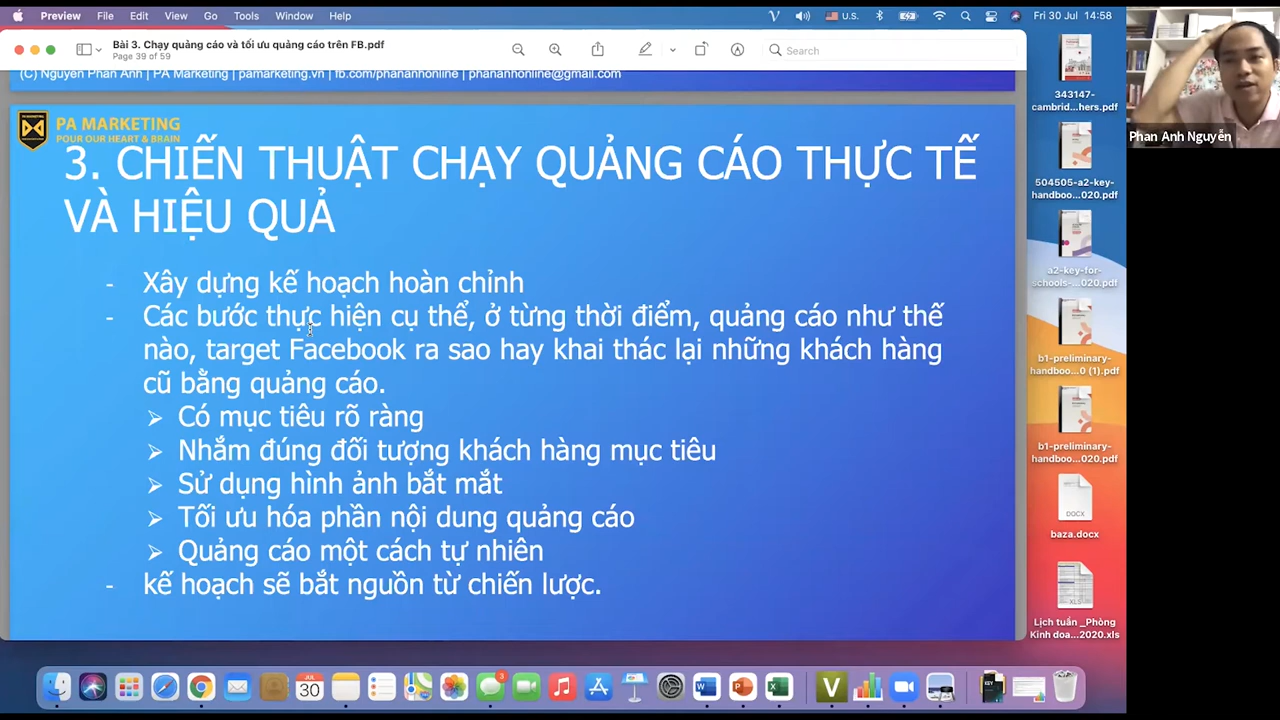 Preview File Edit View Go Tools Window Help U.S. Fri 30 Jul 14:58
Bài 3. Chạy quảng cáo và tối ưu quảng cáo trên FB.pdf
Page 39 of 59
Search
(C) Nguyễn Phan Anh | PA Marketing | pamarketing.vn | fb.com/phananhonline | phananhonline@gmail.com
PA MARKETING
POUR OUR HEART & BRAIN
3. CHIẾN THUẬT CHẠY QUẢNG CÁO THỰC TẾ
VÀ HIỆU QUẢ
- Xây dựng kế hoạch hoàn chỉnh
- Các bước thực hiện cụ thể, ở từng thời điểm, quảng cáo như thế
nào, target Facebook ra sao hay khai thác lại những khách hàng
cũ bằng quảng cáo.
➢ Có mục tiêu rõ ràng
➢ Nhắm đúng đối tượng khách hàng mục tiêu
➢ Sử dụng hình ảnh bắt mắt
➢ Tối ưu hóa phần nội dung quảng cáo
➢ Quảng cáo một cách tự nhiên
- kế hoạch sẽ bắt nguồn từ chiến lược.
343147-
cambrid...hers.pdf
504505-a2-key-
handboo...020.pdf
a2-key-for-
schools-...020.pdf
b1-preliminary-
handbook...0 (1).pdf
b1-preliminary-
handboo...020.pdf
DOCX
baza.docx
XLS
Lịch tuần _Phòng
Kinh doa...2020.xls
Phan Anh Nguyễn
JUL
30
3
KEY